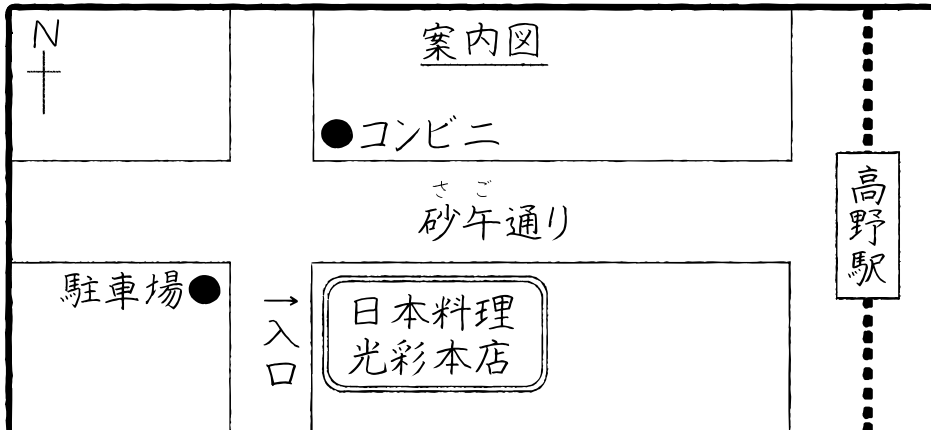 N
案内図
コンビニ
さご
砂午通り
高野駅
駐車場
→
入口
日本料理
光彩本店